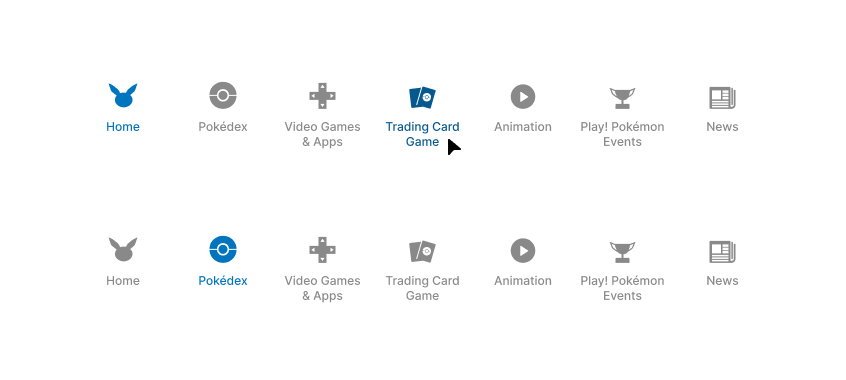 Home
Pokédex
Video Games
& Apps
Trading Card
Game
Animation
Play! Pokémon
Events
News
Home
Pokédex
Video Games
& Apps
Trading Card
Game
Animation
Play! Pokémon
Events
News